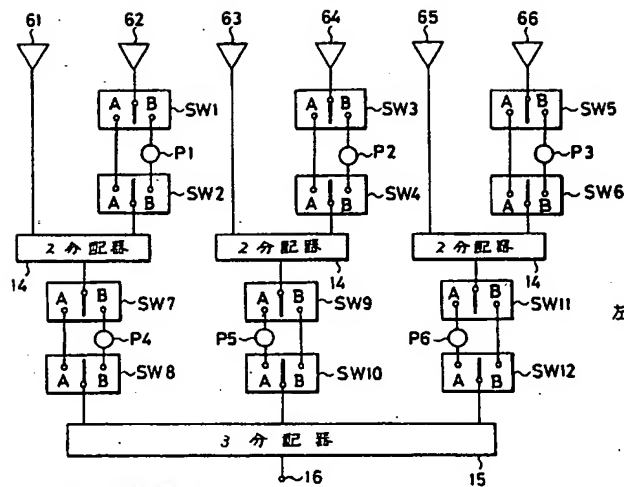 61 62 63 64 65 66
A B SW1 A B SW3 A B SW5
P1 P2 P3
A B SW2 A B SW4 A B SW6
2分配器 2分配器 2分配器
14 14 14
A B SW7 A B SW9 A B SW11
左
P4 P5 P6
A B SW8 A B SW10 A B SW12
3分配器
16 15